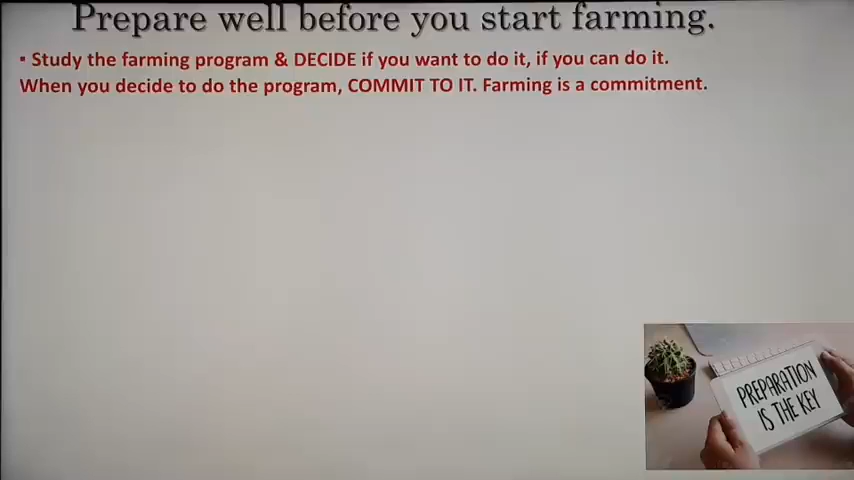 Prepare well before you start farming.
▪ Study the farming program & DECIDE if you want to do it, if you can do it.
When you decide to do the program, COMMIT TO IT. Farming is a commitment.
PREPARATION
IS THE KEY